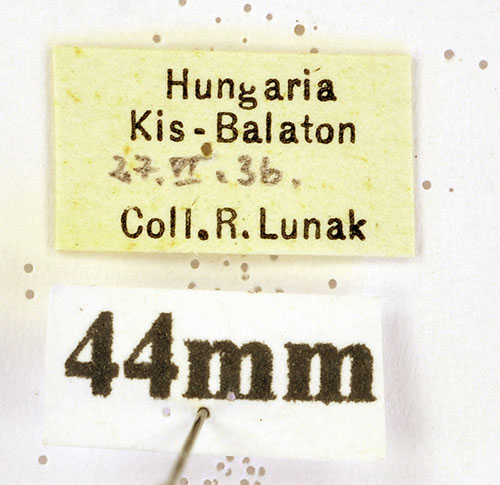 Hungaria
Kis-Balaton
27.VI.36.
Coll.R.Lunak
44mm